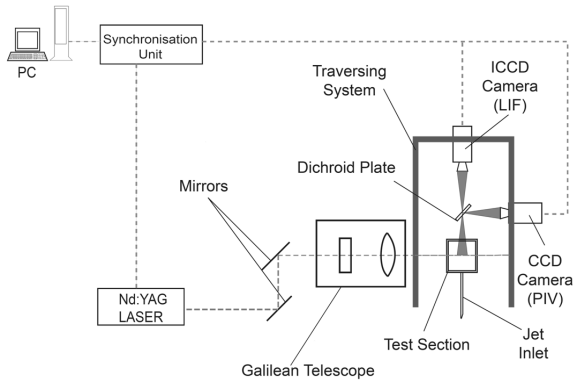 PC
Synchronisation
Unit
Traversing
System
ICCD
Camera
(LIF)
Dichroid Plate
Mirrors
Nd:YAG
LASER
CCD
Camera
(PIV)
Jet
Inlet
Test Section
Galilean Telescope